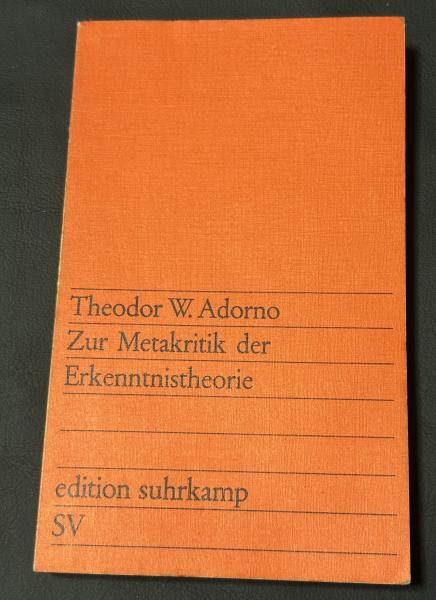 Theodor W. Adorno
Zur Metakritik der
Erkenntnistheorie
edition suhrkamp
SV